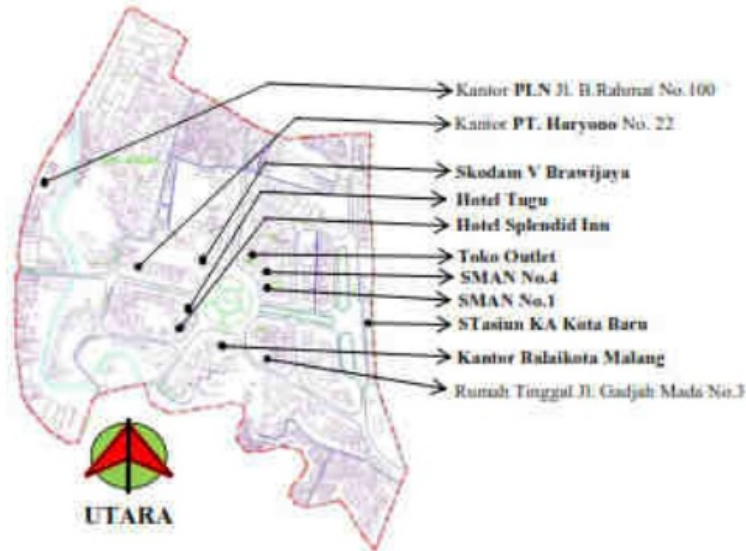 Kantor PLN Jl. B.Rahmat No.100
Kantor PT. Haryono No. 22
Skodam V Brawijaya
Hotel Tugu
Hotel Splendid Inn
Toko Outlet
SMAN No.4
SMAN No.1
STasiun KA Kota Baru
Kantor Balaikota Malang
Rumah Tinggal Jl. Gadjah Mada No.3
UTARA